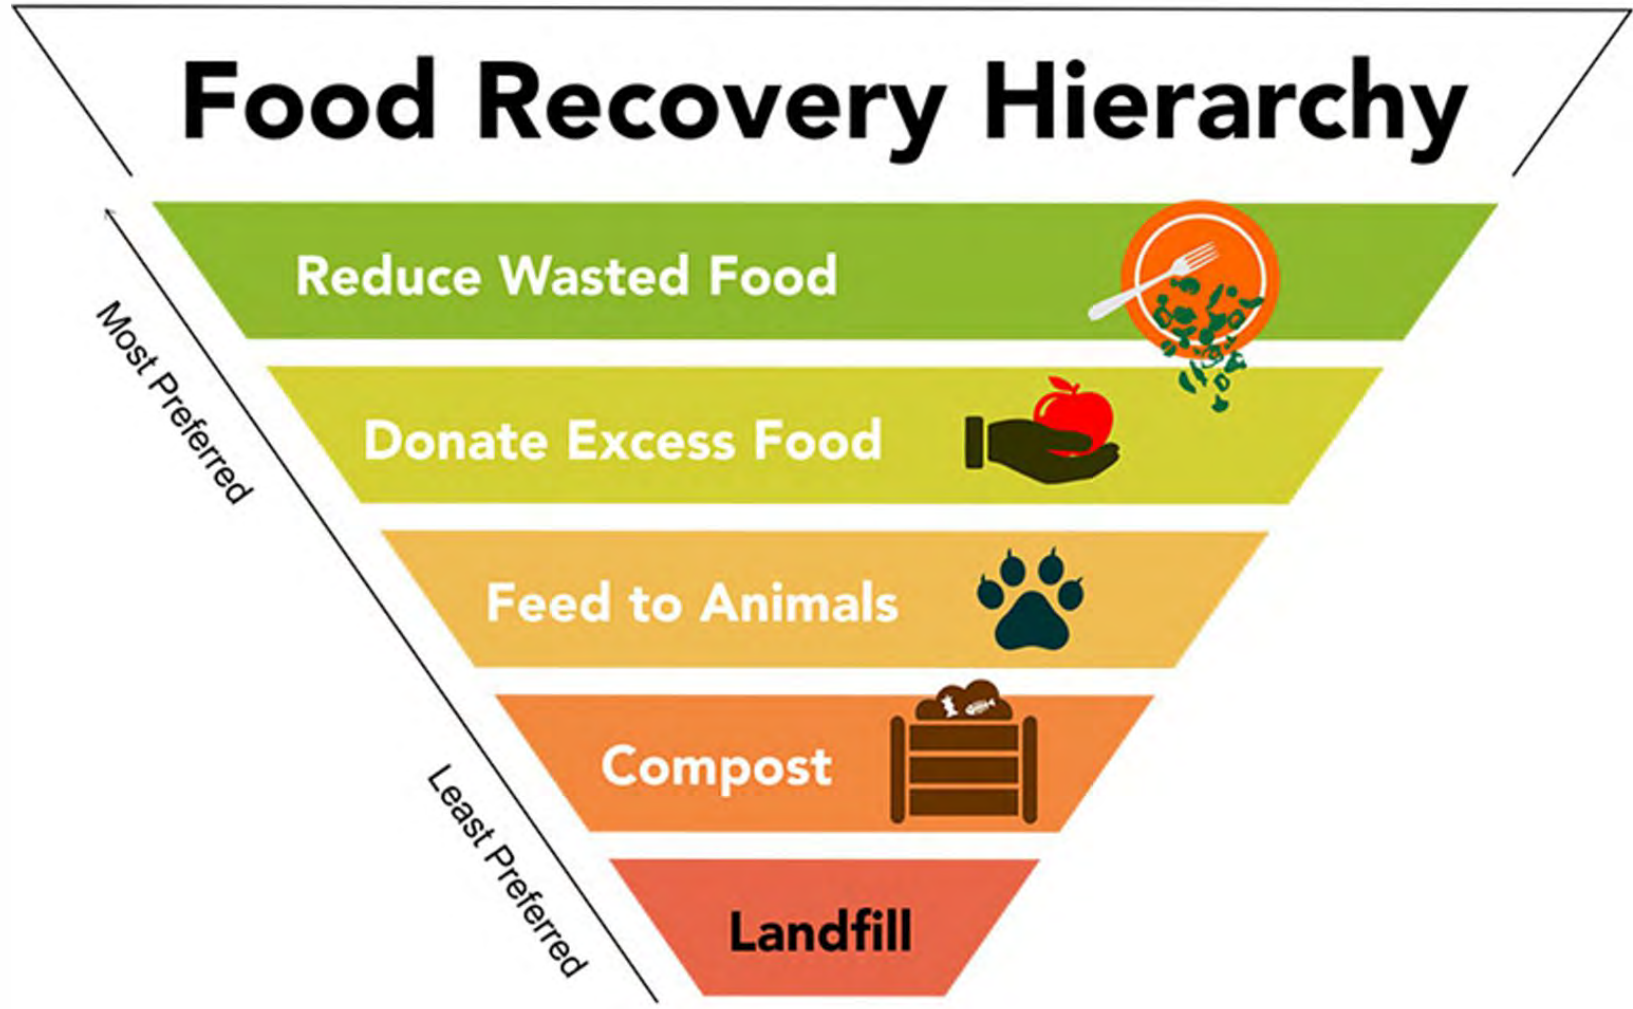 Food Recovery Hierarchy
Reduce Wasted Food
Most Preferred
Donate Excess Food
Feed to Animals
Compost
Least Preferred
Landfill